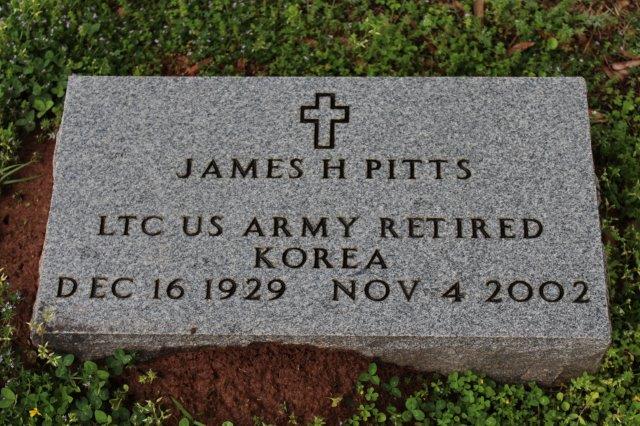 JAMES H PITTS
LTC US ARMY RETIRED
KOREA
DEC 16 1929 NOV 4 2002